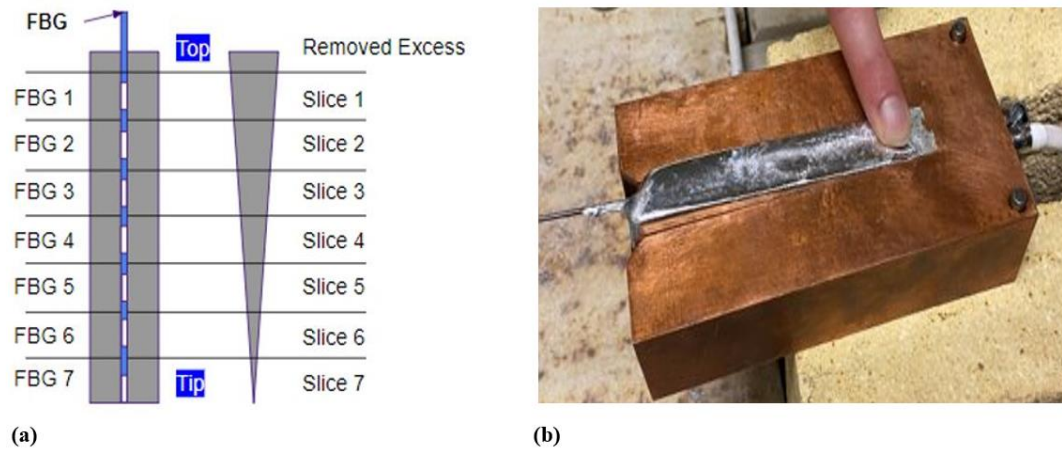 FBG
Top
Removed Excess
FBG 1
Slice 1
FBG 2
Slice 2
FBG 3
Slice 3
FBG 4
Slice 4
FBG 5
Slice 5
FBG 6
Slice 6
FBG 7
Tip
Slice 7
(a)
(b)